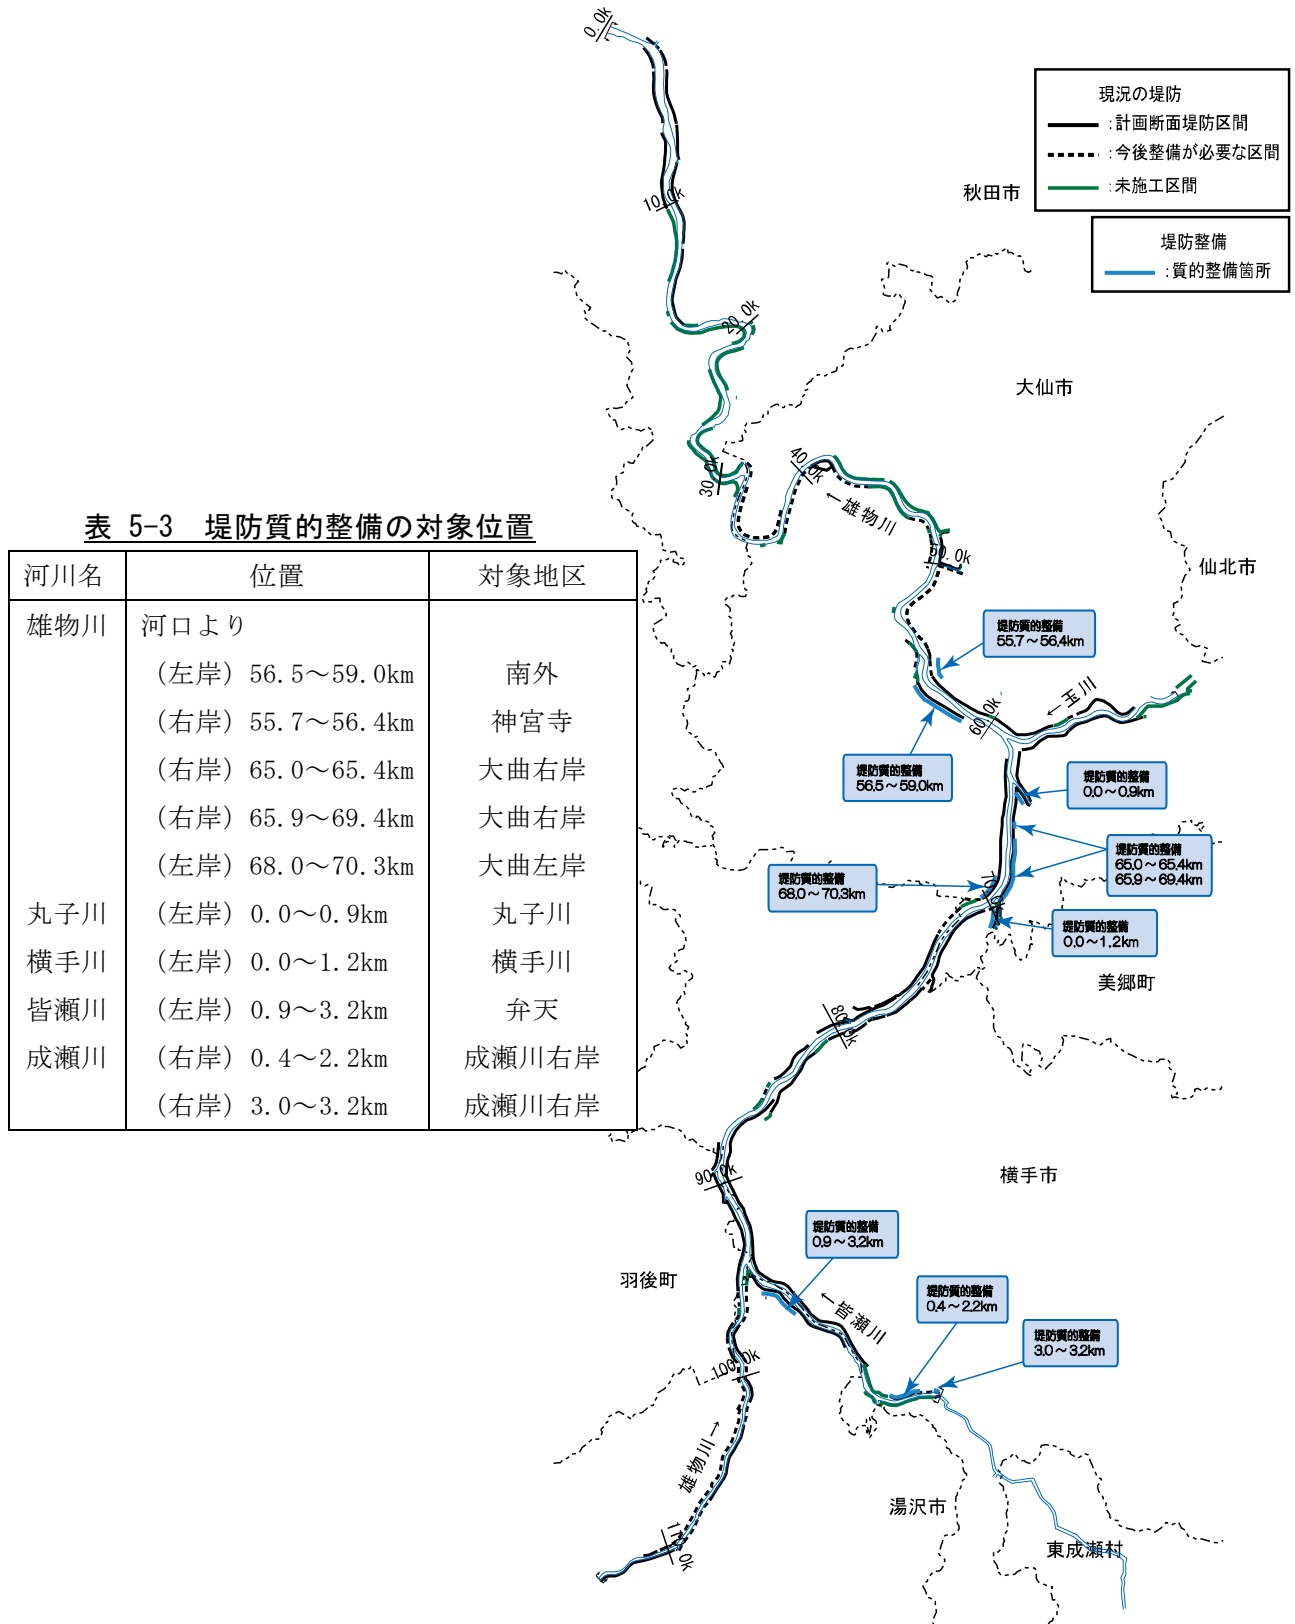 0.0k
現況の堤防
:計画断面堤防区間
:今後整備が必要な区間
:未施工区間
堤防整備
:質的整備箇所
秋田市
10.0k
20.0k
大仙市
30.0k
40.0k
←雄物川
50.0k
仙北市
表 5-3 堤防質的整備の対象位置
河川名 位置 対象地区
雄物川 河口より
(左岸) 56.5～59.0km 南外
(右岸) 55.7～56.4km 神宮寺
(右岸) 65.0～65.4km 大曲右岸
(右岸) 65.9～69.4km 大曲右岸
(左岸) 68.0～70.3km 大曲左岸
丸子川 (左岸) 0.0～0.9km 丸子川
横手川 (左岸) 0.0～1.2km 横手川
皆瀬川 (左岸) 0.9～3.2km 弁天
成瀬川 (右岸) 0.4～2.2km 成瀬川右岸
(右岸) 3.0～3.2km 成瀬川右岸
堤防質的整備
55.7～56.4km
←玉川
60.0k
堤防質的整備
56.5～59.0km
堤防質的整備
0.0～0.9km
堤防質的整備
65.0～65.4km
65.9～69.4km
堤防質的整備
68.0～70.3km
70.0k
堤防質的整備
0.0～1.2km
美郷町
80.0k
90.0k
横手市
堤防質的整備
0.9～3.2km
羽後町
←皆瀬川
堤防質的整備
0.4～2.2km
堤防質的整備
3.0～3.2km
100.0k
雄物川→
湯沢市
東成瀬村
110.0k